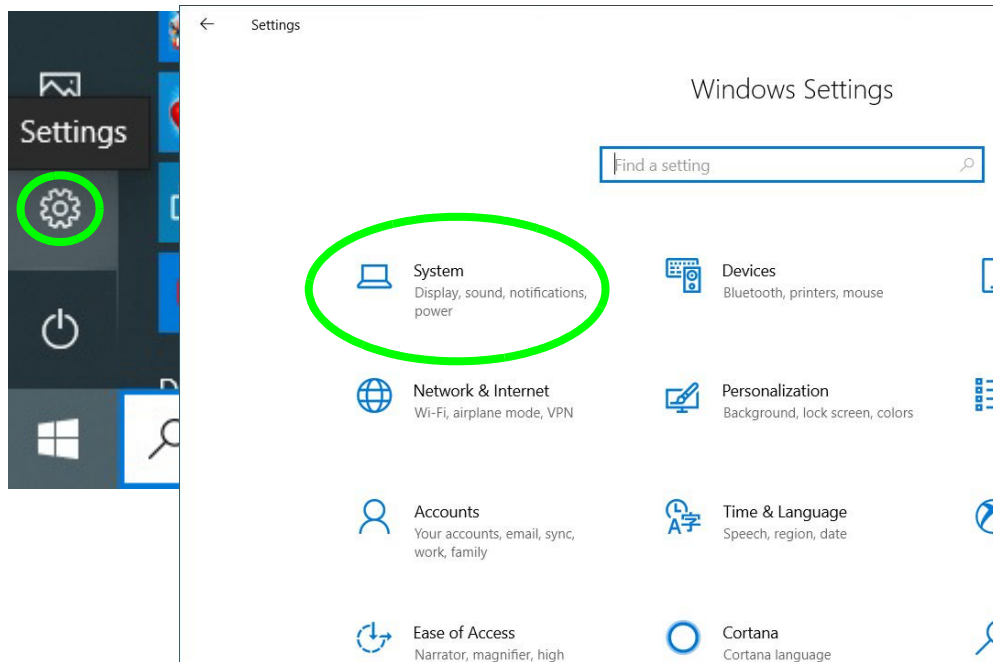 Settings
Settings
Windows Settings
Find a setting
System
Display, sound, notifications,
power
Devices
Bluetooth, printers, mouse
Network & Internet
Wi-Fi, airplane mode, VPN
Personalization
Background, lock screen, colors
Accounts
Your accounts, email, sync,
work, family
Time & Language
Speech, region, date
Ease of Access
Narrator, magnifier, high
Cortana
Cortana language